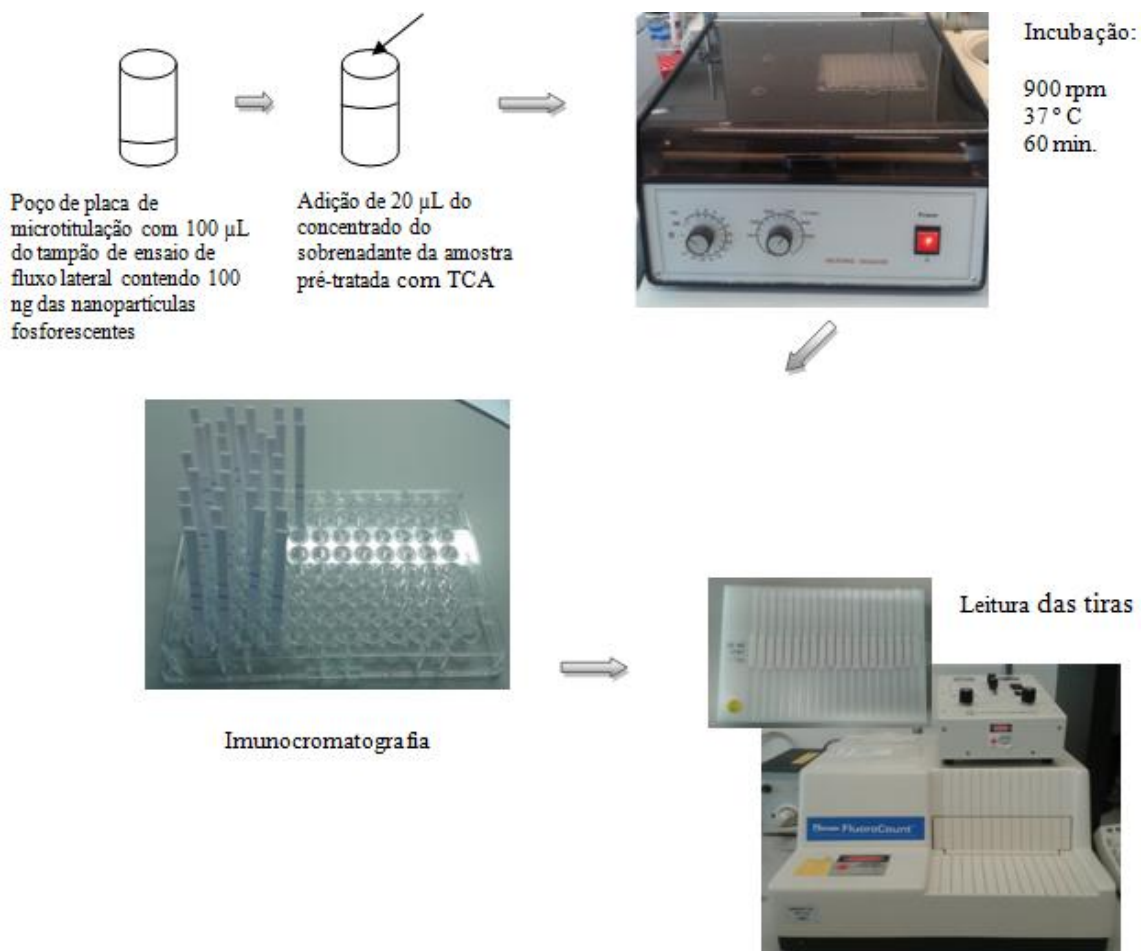 Poço de placa de
microtitulação com 100 µL
do tampão de ensaio de
fluxo lateral contendo 100
ng das nanopartículas
fosforescentes
Adição de 20 µL do
concentrado do
sobrenadante da amostra
pré-tratada com TCA
Incubação:
900 rpm
37 º C
60 min.
Power
Imunocromatografia
Leitura das tiras
FluoroCount